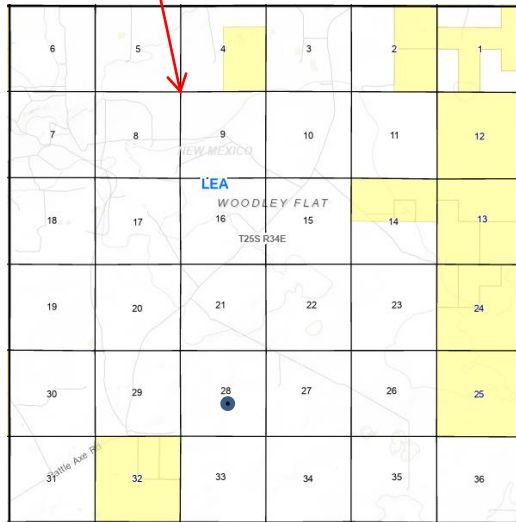 6 5 4 3 2 1
7 8 9 10 11 12
NEW MEXICO
LEA
WOODLEY FLAT
18 17 16 15 14 13
T25S R34E
19 20 21 22 23 24
30 29 28 27 26 25
Battle Axe Rd
31 32 33 34 35 36